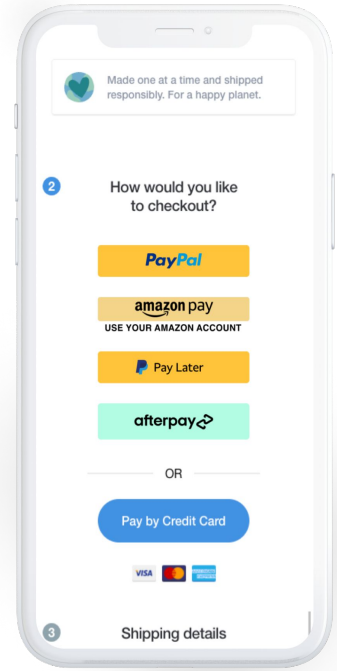 Made one at a time and shipped
responsibly. For a happy planet.
2
How would you like
to checkout?
PayPal
amazon pay
USE YOUR AMAZON ACCOUNT
Pay Later
afterpay
OR
Pay by Credit Card
VISA
3
Shipping details